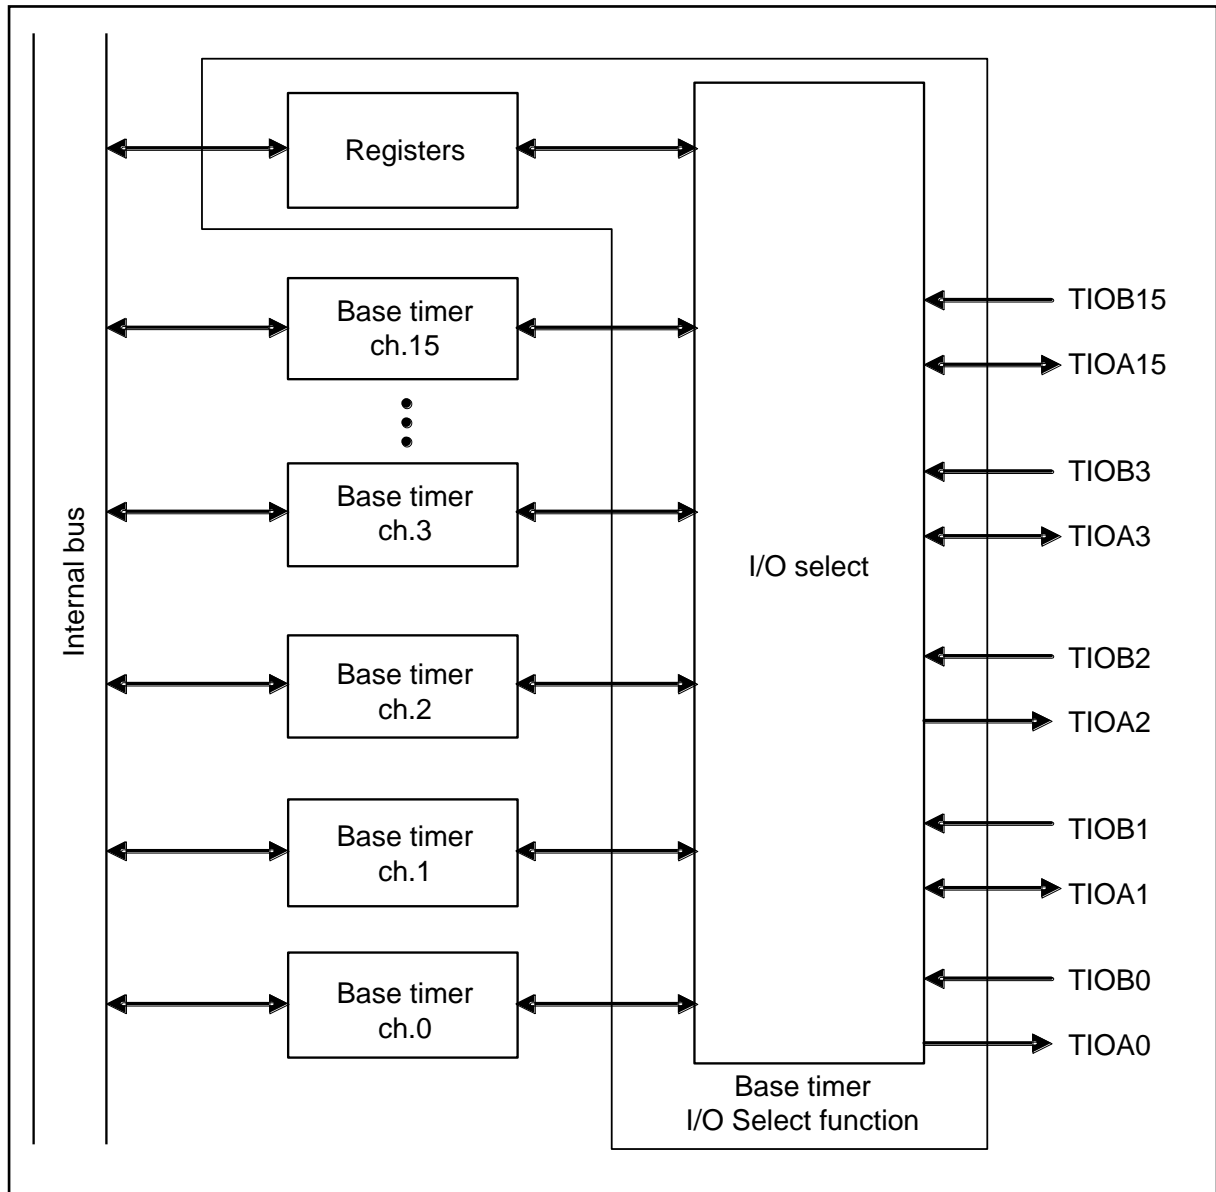 Registers
Base timer
ch.15
TIOB15
TIOA15
Base timer
ch.3
TIOB3
TIOA3
Internal bus
I/O select
Base timer
ch.2
TIOB2
TIOA2
Base timer
ch.1
TIOB1
TIOA1
Base timer
ch.0
TIOB0
TIOA0
Base timer
I/O Select function